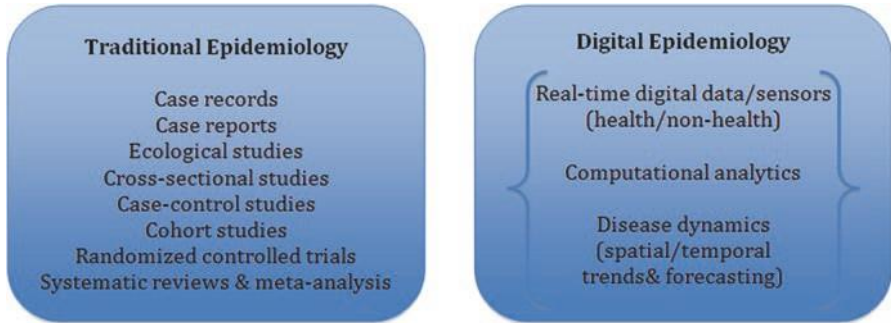 Traditional Epidemiology
Case records
Case reports
Ecological studies
Cross-sectional studies
Case-control studies
Cohort studies
Randomized controlled trials
Systematic reviews & meta-analysis
Digital Epidemiology
Real-time digital data/sensors
(health/non-health)
Computational analytics
Disease dynamics
(spatial/temporal
trends& forecasting)